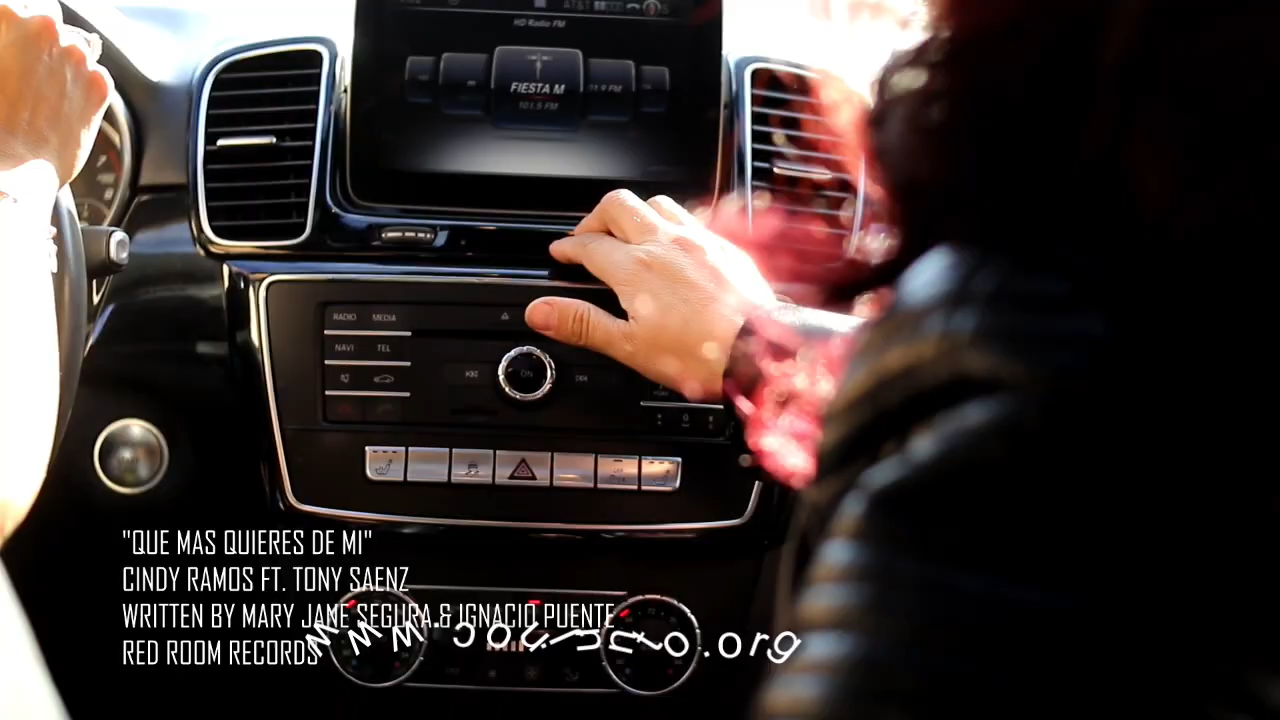 AT&T
HD Radio FM
FIESTA M
101.5 FM
RADIO MEDIA
NAVI TEL
ON
"QUE MAS QUIERES DE MI"
CINDY RAMOS FT. TONY SAENZ
WRITTEN BY MARY JANE SEGURA & IGNACIO PUENTE
RED ROOM RECORDS